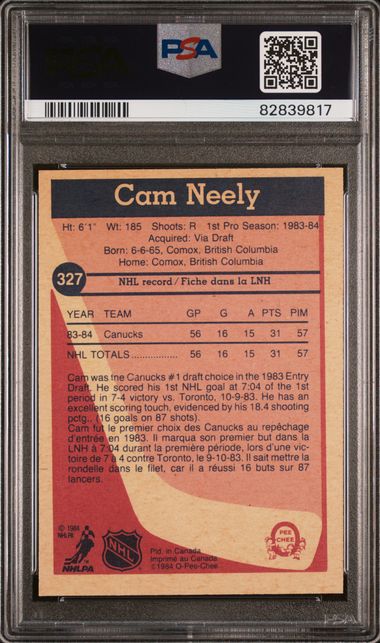 PSA
82839817
Cam Neely
Ht: 6'1" Wt: 185 Shoots: R 1st Pro Season: 1983-84
Acquired: Via Draft
Born: 6-6-65, Comox, British Columbia
Home: Comox, British Columbia
327 NHL record/Fiche dans la LNH
YEAR TEAM GP G A PTS PIM
83-84 Canucks 56 16 15 31 57
NHL TOTALS................. 56 16 15 31 57
Cam was the Canucks #1 draft choice in the 1983 Entry
Draft. He scored his 1st NHL goal at 7:04 of the 1st
period in 7-4 victory vs. Toronto, 10-9-83. He has an
excellent scoring touch, evidenced by his 18.4 shooting
pctg.. (16 goals on 87 shots).
Cam fut le premier choix des Canucks au repêchage
d'entrée en 1983. Il marqua son premier but dans la
LNH à 7:04 durant la première période, lors d'une vic-
toire de 7 à 4 contre Toronto, le 9-10-83. Il sait mettre la
rondelle dans le filet, car il a réussi 16 buts sur 87
lancers.
© 1984
NHLPA
NHLPA
NHL
Ptd. in Canada
Imprimé au Canada
©1984 O-Pee-Chee
O
PEE
CHEE
PSA